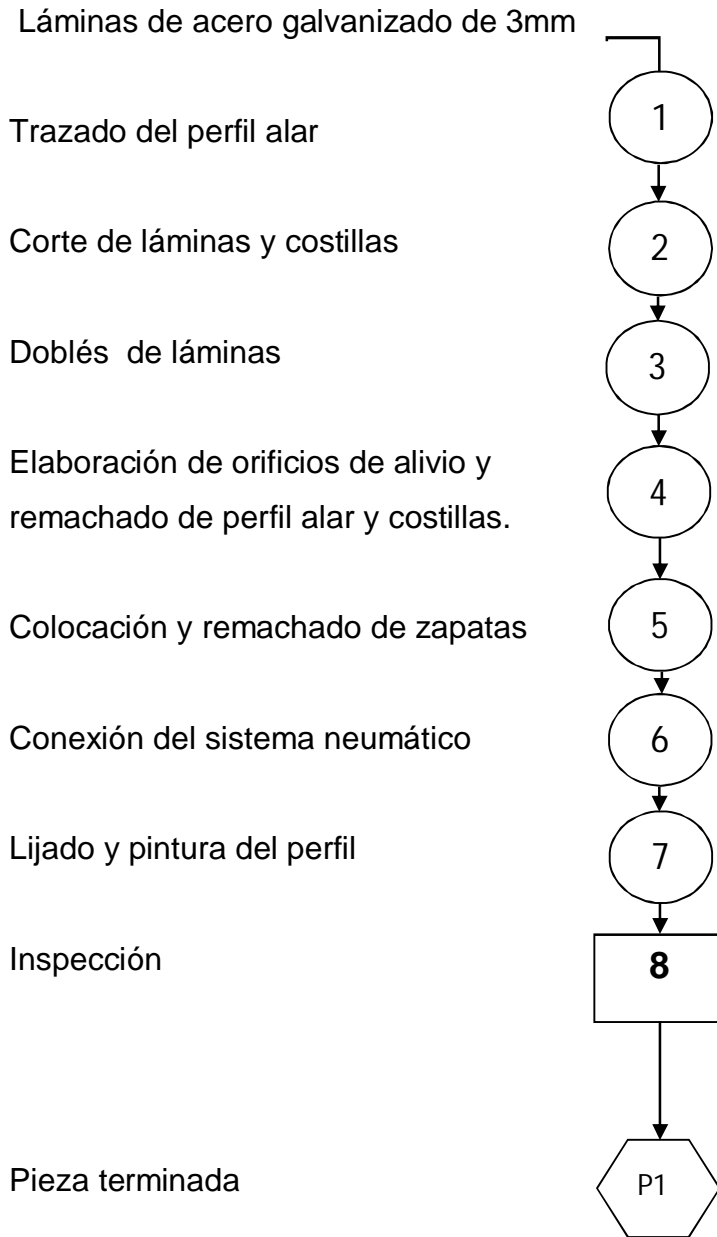 Láminas de acero galvanizado de 3mm
1
Trazado del perfil alar
2
Corte de láminas y costillas
3
Doblés de láminas
Elaboración de orificios de alivio y
4
remachado de perfil alar y costillas.
5
Colocación y remachado de zapatas
6
Conexión del sistema neumático
7
Lijado y pintura del perfil
8
Inspección
P1
Pieza terminada